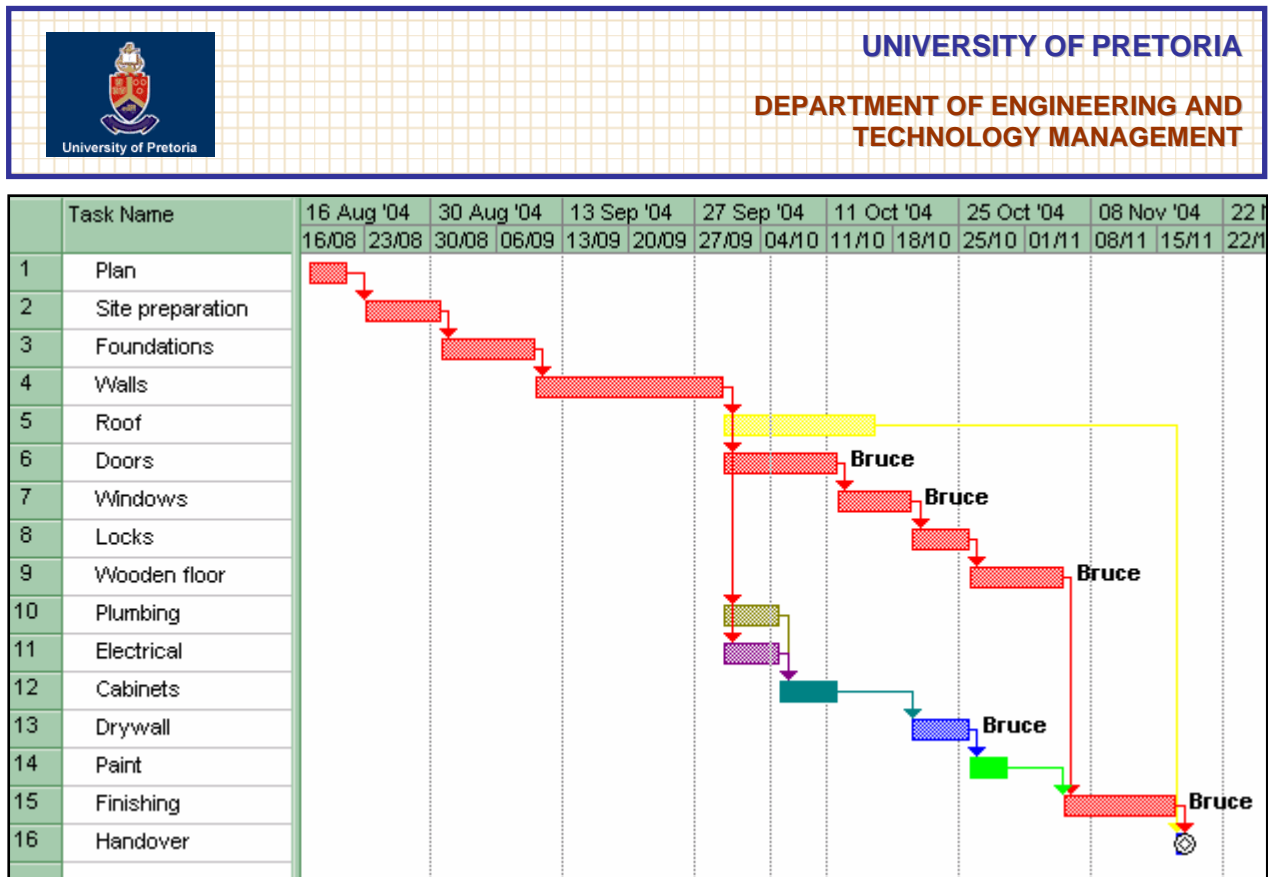 UNIVERSITY OF PRETORIA
DEPARTMENT OF ENGINEERING AND
TECHNOLOGY MANAGEMENT
University of Pretoria
Task Name 16 Aug '04 30 Aug '04 13 Sep '04 27 Sep '04 11 Oct '04 25 Oct '04 08 Nov '04 22
16/08 23/08 30/08 06/09 13/09 20/09 27/09 04/10 11/10 18/10 25/10 01/11 08/11 15/11 22/1
1 Plan
2 Site preparation
3 Foundations
4 Walls
5 Roof
6 Doors Bruce
7 Windows Bruce
8 Locks
9 Wooden floor Bruce
10 Plumbing
11 Electrical
12 Cabinets
13 Drywall Bruce
14 Paint
15 Finishing Bruce
16 Handover